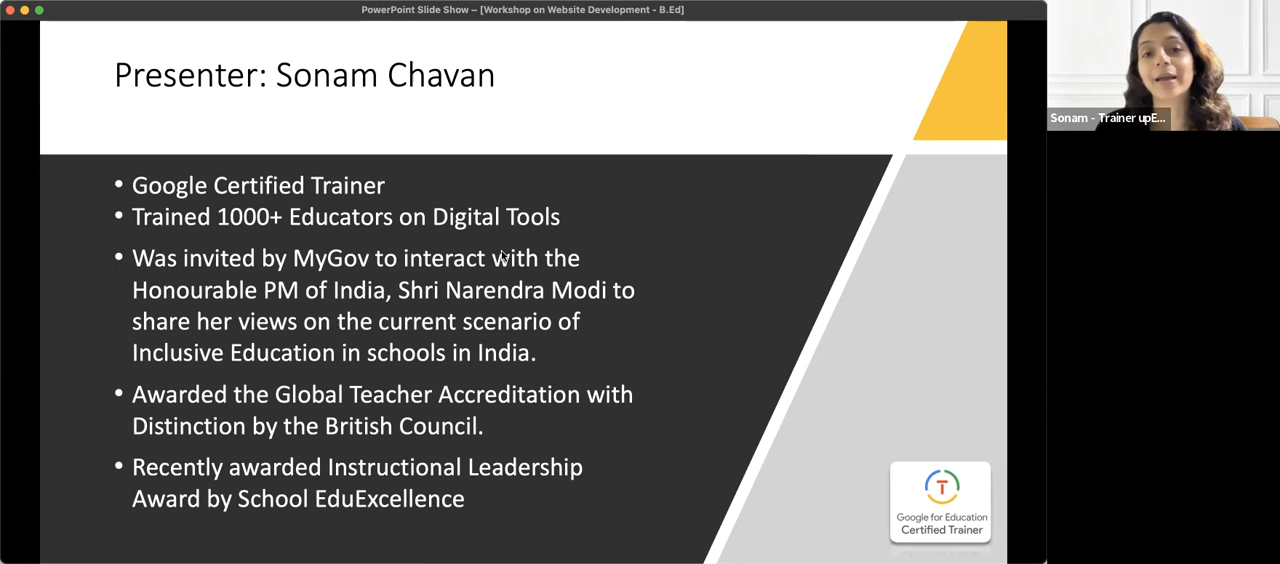 PowerPoint Slide Show – [Workshop on Website Development - B.Ed]
Presenter: Sonam Chavan
• Google Certified Trainer
• Trained 1000+ Educators on Digital Tools
• Was invited by MyGov to interact with the
Honourable PM of India, Shri Narendra Modi to
share her views on the current scenario of
Inclusive Education in schools in India.
• Awarded the Global Teacher Accreditation with
Distinction by the British Council.
• Recently awarded Instructional Leadership
Award by School EduExcellence
T
Google for Education
Certified Trainer
Sonam - Trainer upE...